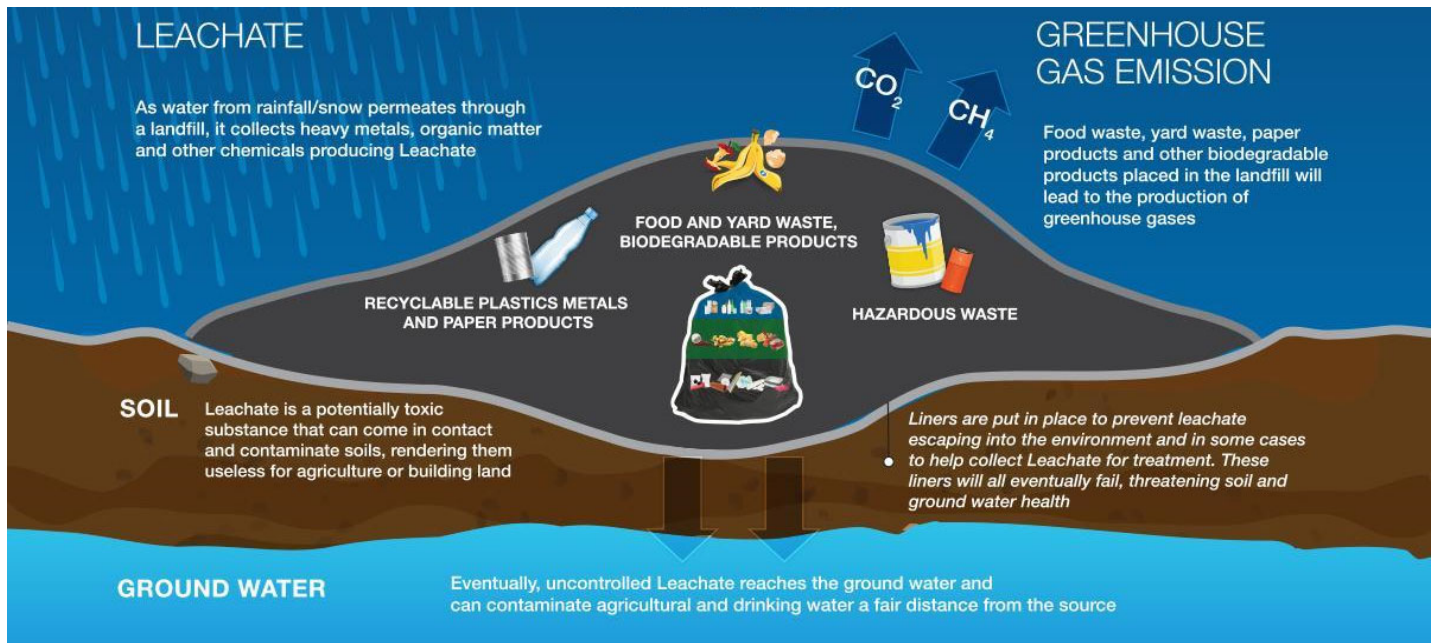 LEACHATE
As water from rainfall/snow permeates through
a landfill, it collects heavy metals, organic matter
and other chemicals producing Leachate
CO2
CH4
GREENHOUSE
GAS EMISSION
Food waste, yard waste, paper
products and other biodegradable
products placed in the landfill will
lead to the production of
greenhouse gases
FOOD AND YARD WASTE,
BIODEGRADABLE PRODUCTS
RECYCLABLE PLASTICS METALS
AND PAPER PRODUCTS
HAZARDOUS WASTE
SOIL
Leachate is a potentially toxic
substance that can come in contact
and contaminate soils, rendering them
useless for agriculture or building land
Liners are put in place to prevent leachate
escaping into the environment and in some cases
to help collect Leachate for treatment. These
liners will all eventually fail, threatening soil and
ground water health
GROUND WATER
Eventually, uncontrolled Leachate reaches the ground water and
can contaminate agricultural and drinking water a fair distance from the source